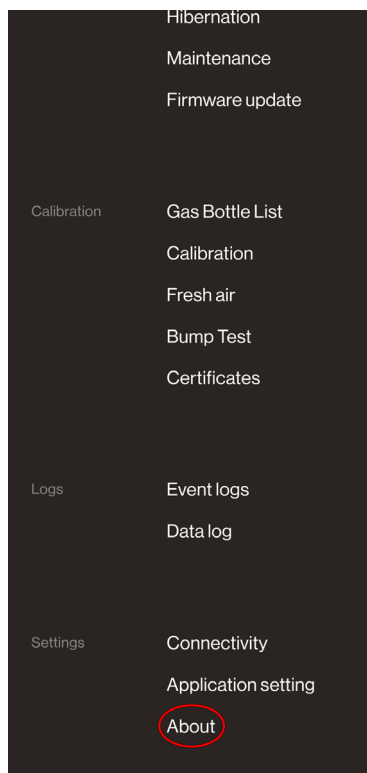 Hibernation
Maintenance
Firmware update
Calibration Gas Bottle List
Calibration
Fresh air
Bump Test
Certificates
Logs Event logs
Data log
Settings Connectivity
Application setting
About